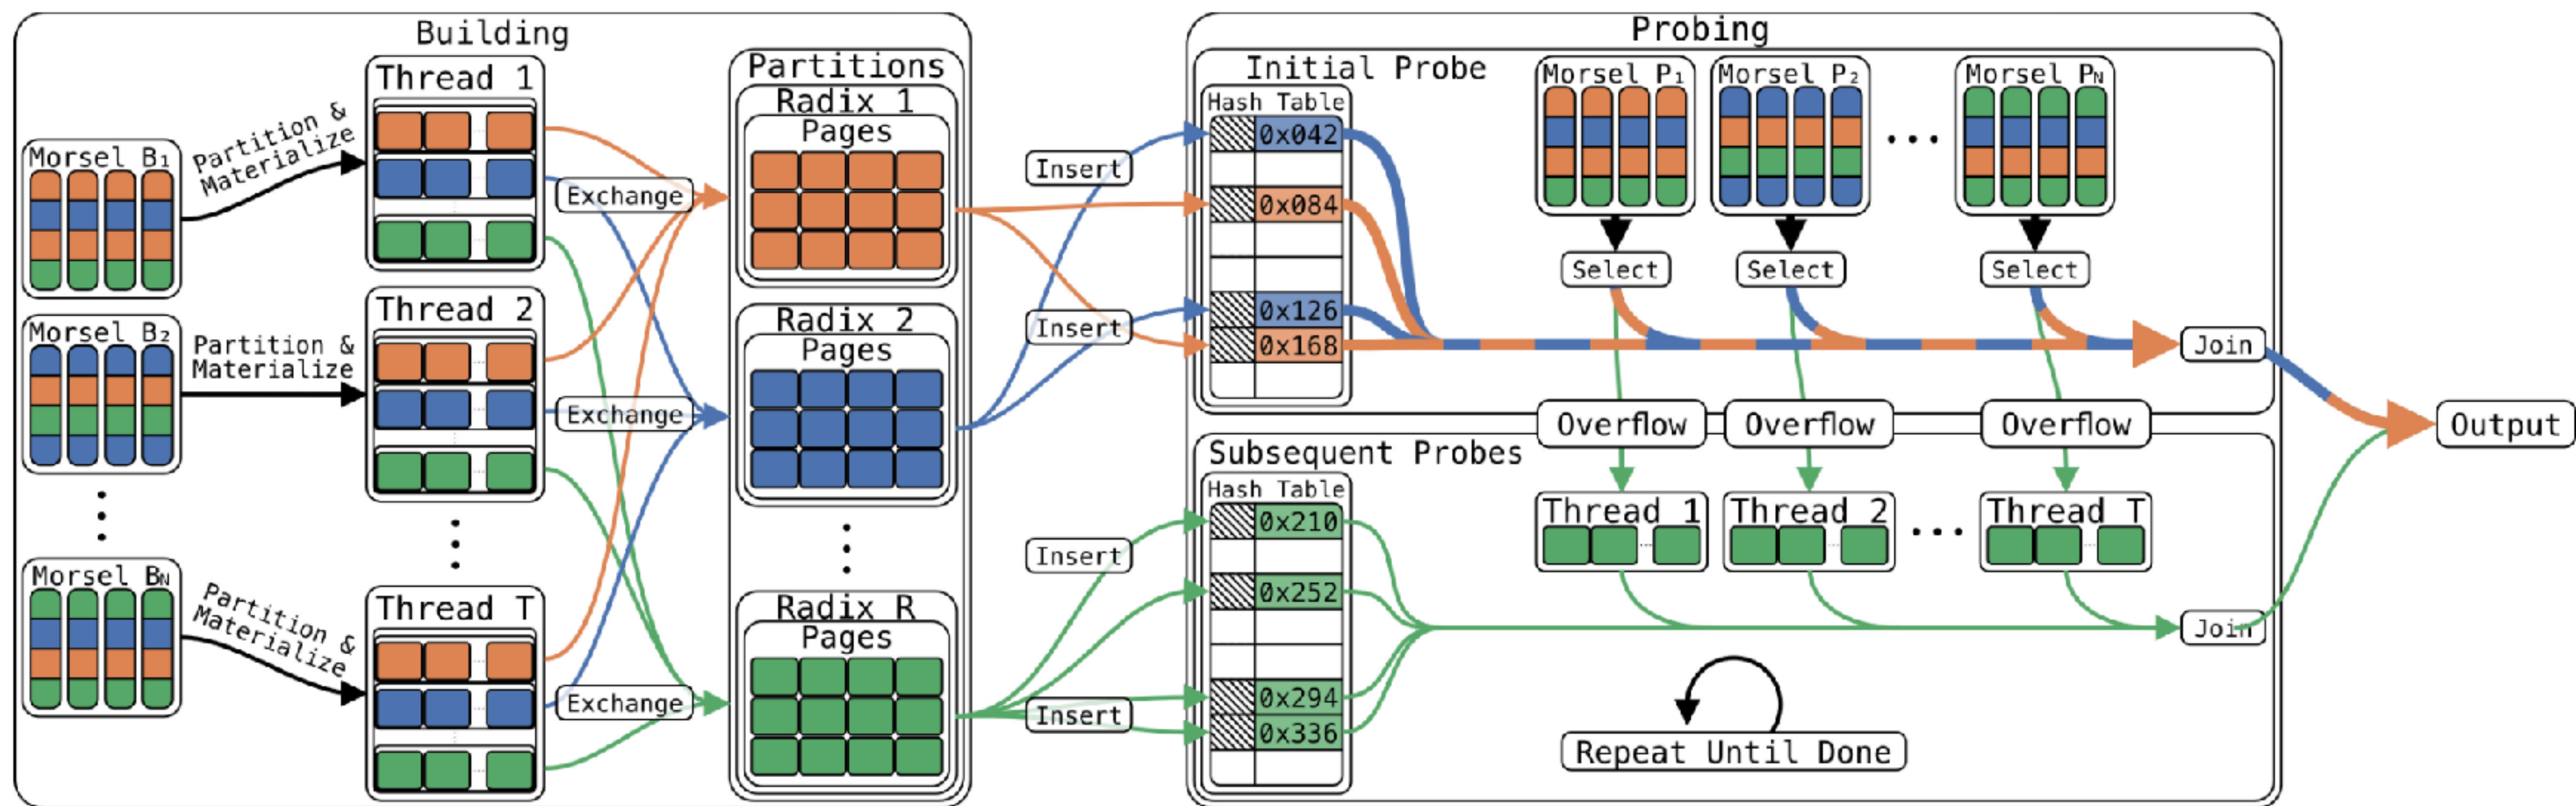 Building
Morsel B₁
Partition &
Materialize
Thread 1
Morsel B₂
Partition &
Materialize
Thread 2
Morsel Bɴ
Partition &
Materialize
Thread T
Exchange
Exchange
Exchange
Partitions
Radix 1
Pages
Radix 2
Pages
Radix R
Pages
Insert
Insert
Insert
Insert
Probing
Initial Probe
Hash Table
0x042
0x084
0x126
0x168
Morsel P₁
Morsel P₂
...
Morsel Pɴ
Select
Select
Select
Join
Overflow
Overflow
Overflow
Subsequent Probes
Hash Table
0x210
0x252
0x294
0x336
Thread 1
Thread 2
...
Thread T
Join
Repeat Until Done
Output